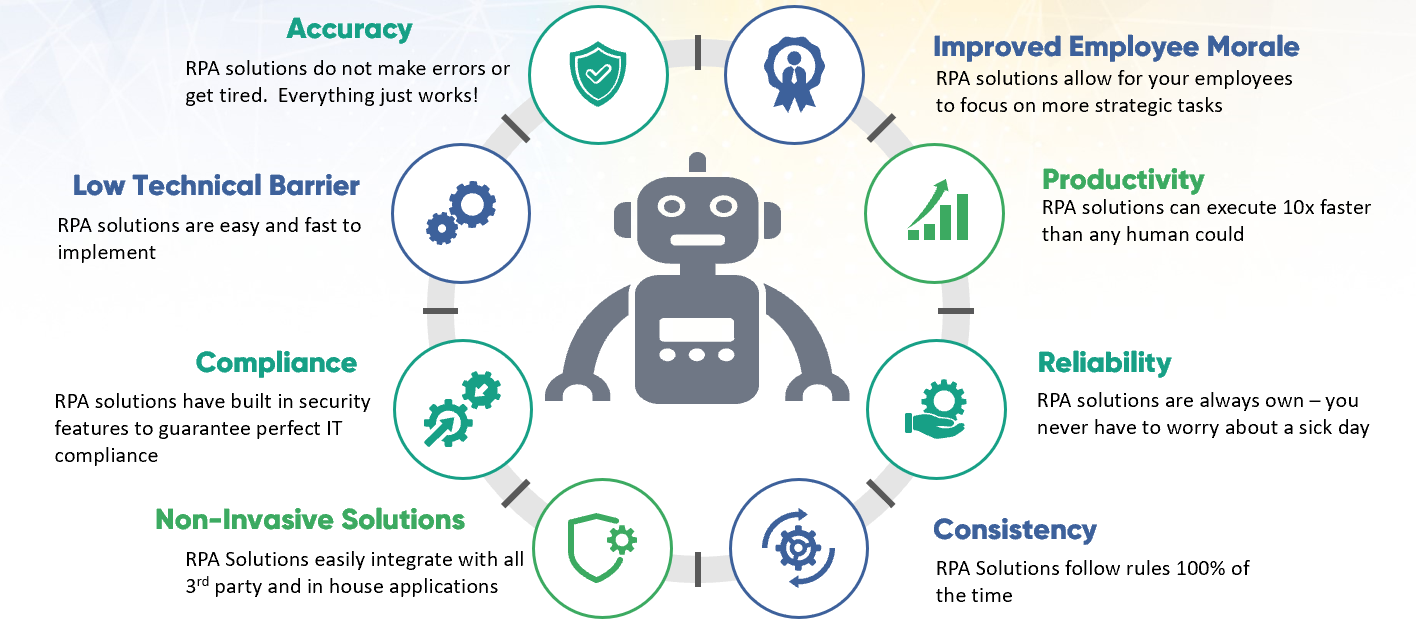 Accuracy
RPA solutions do not make errors or
get tired.  Everything just works!
Improved Employee Morale
RPA solutions allow for your employees
to focus on more strategic tasks
Low Technical Barrier
RPA solutions are easy and fast to
implement
Productivity
RPA solutions can execute 10x faster
than any human could
Compliance
RPA solutions have built in security
features to guarantee perfect IT
compliance
Reliability
RPA solutions are always own – you
never have to worry about a sick day
Non-Invasive Solutions
RPA Solutions easily integrate with all
3rd party and in house applications
Consistency
RPA Solutions follow rules 100% of
the time